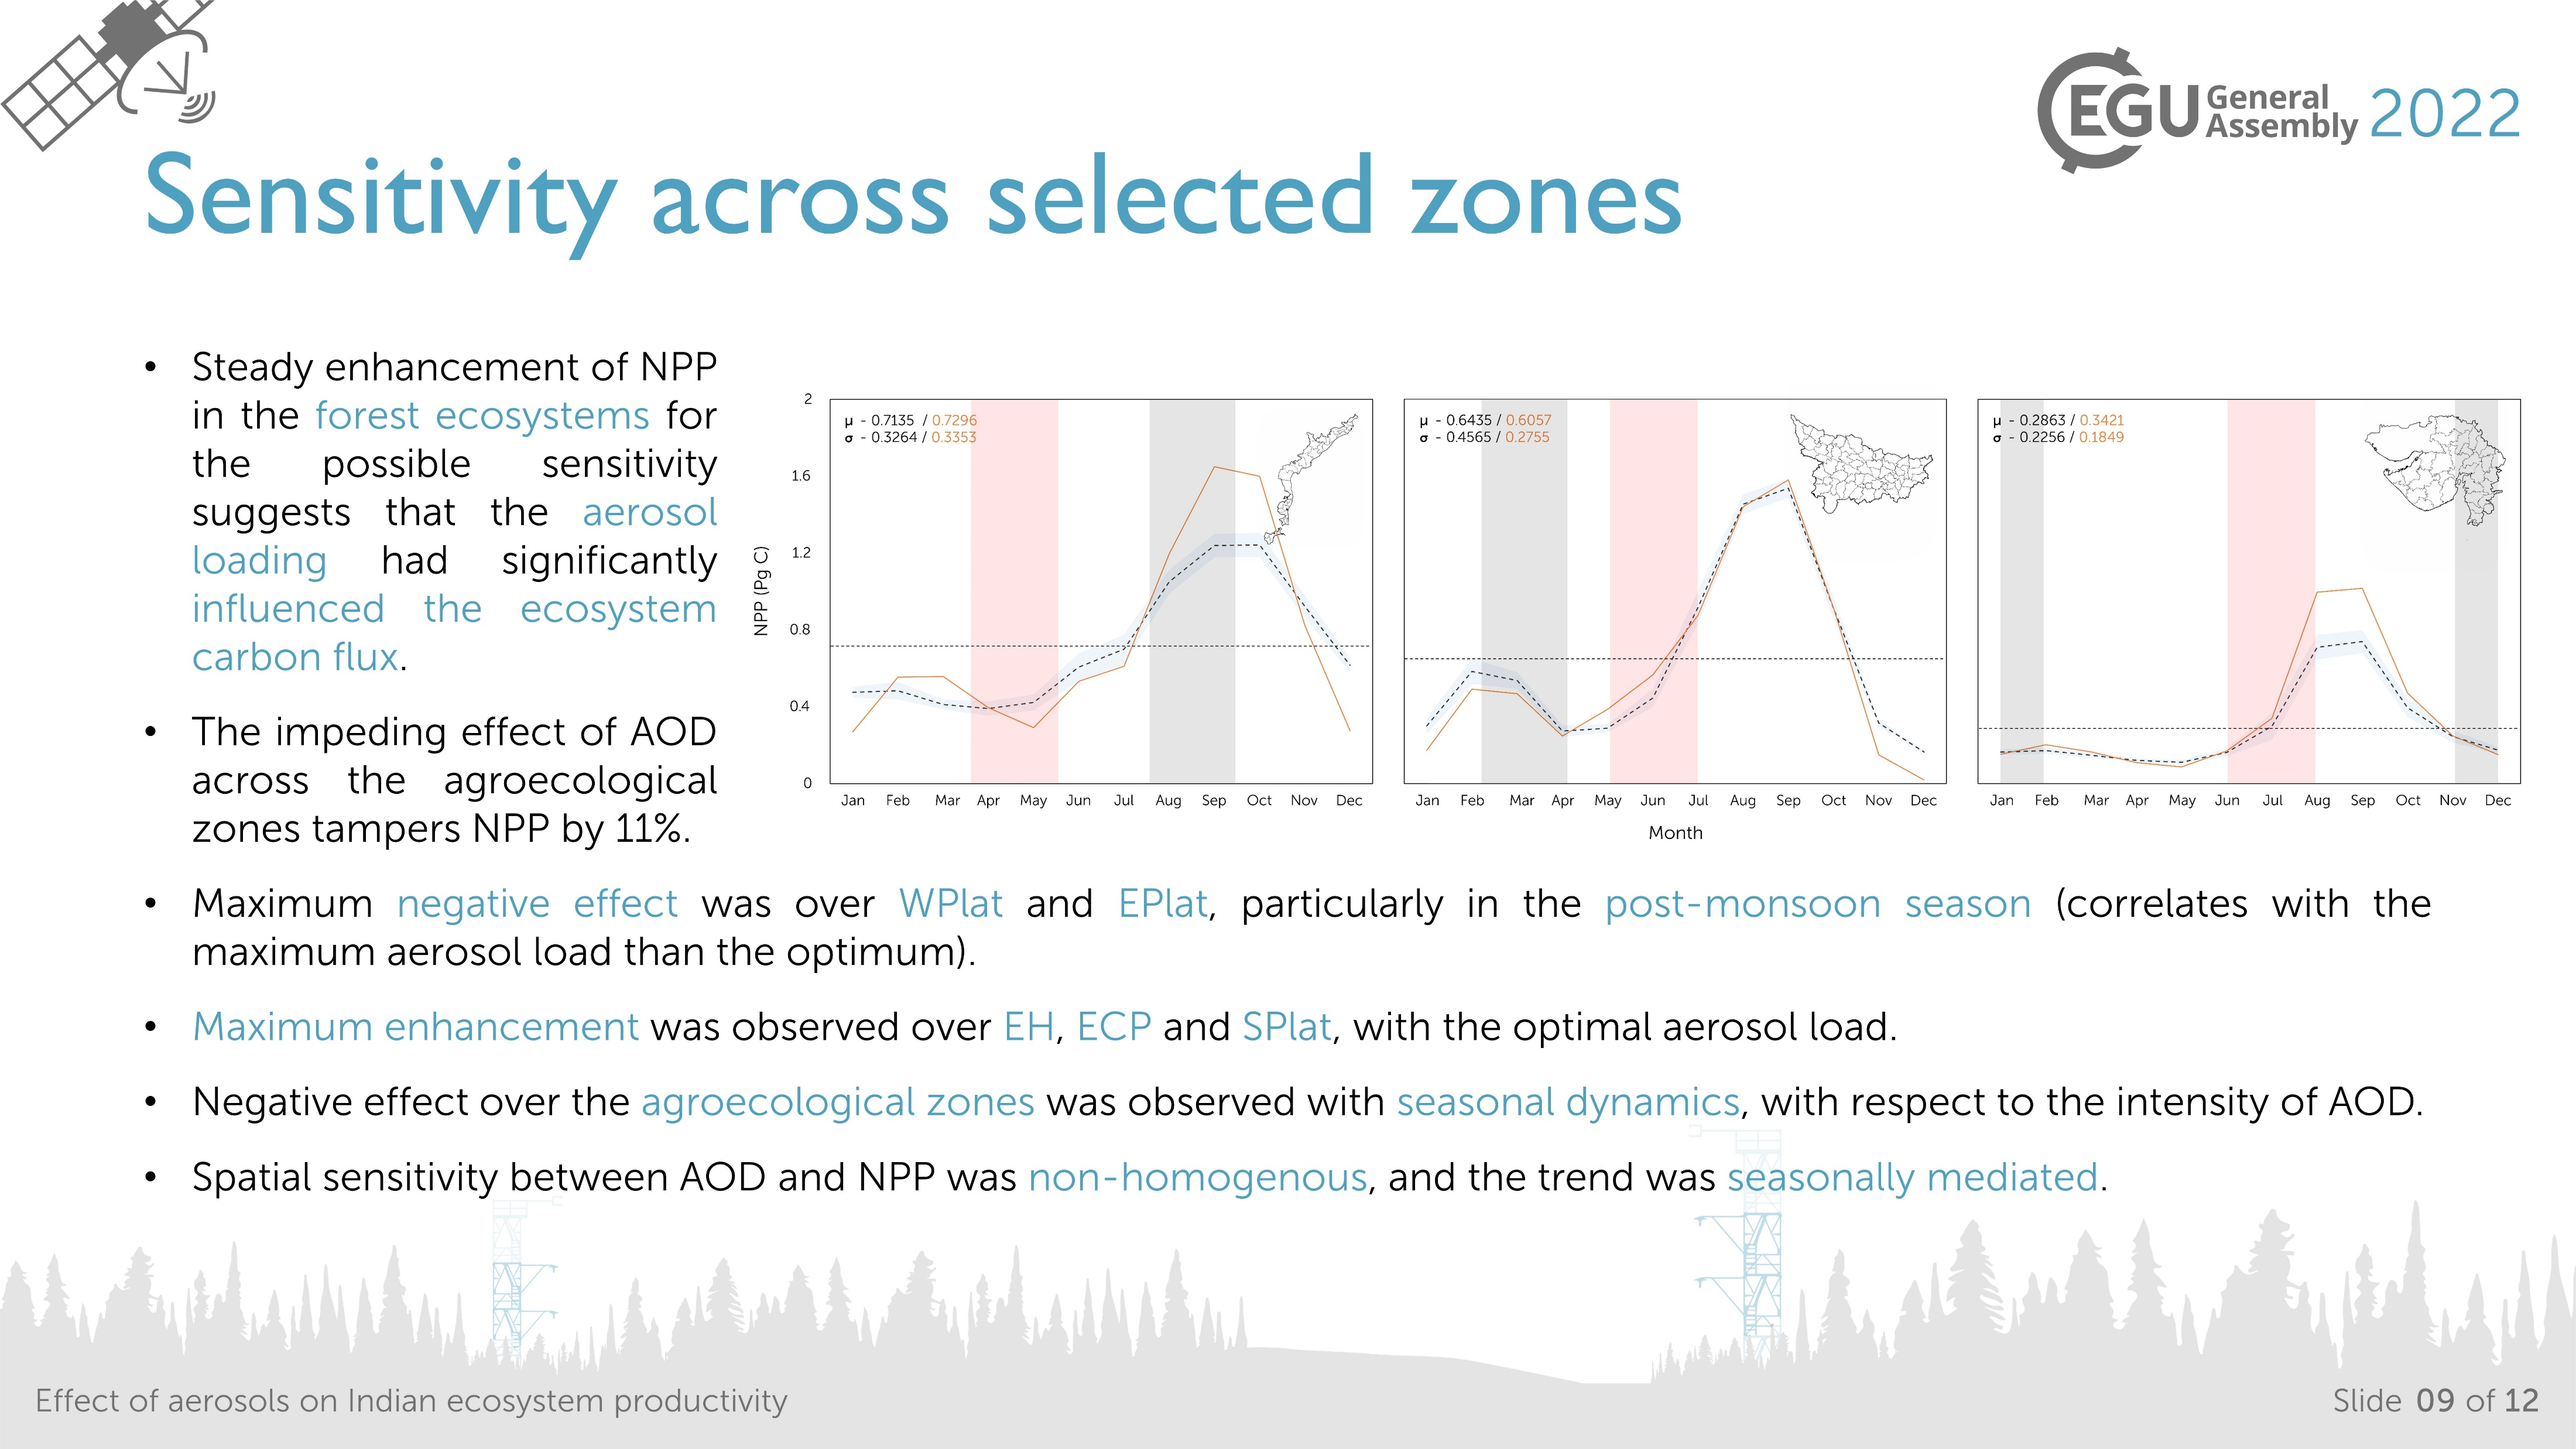 EGU General Assembly 2022
Sensitivity across selected zones
• Steady enhancement of NPP
in the forest ecosystems for
the possible sensitivity
suggests that the aerosol
loading had significantly
influenced the ecosystem
carbon flux.
• The impeding effect of AOD
across the agroecological
zones tampers NPP by 11%.
NPP (Pg C)
2
1.6
1.2
0.8
0.4
0
μ - 0.7135 / 0.7296
σ - 0.3264 / 0.3353
Jan Feb Mar Apr May Jun Jul Aug Sep Oct Nov Dec
μ - 0.6435 / 0.6057
σ - 0.4565 / 0.2755
Jan Feb Mar Apr May Jun Jul Aug Sep Oct Nov Dec
μ - 0.2863 / 0.3421
σ - 0.2256 / 0.1849
Jan Feb Mar Apr May Jun Jul Aug Sep Oct Nov Dec
Month
• Maximum negative effect was over WPlat and EPlat, particularly in the post-monsoon season (correlates with the
maximum aerosol load than the optimum).
• Maximum enhancement was observed over EH, ECP and SPlat, with the optimal aerosol load.
• Negative effect over the agroecological zones was observed with seasonal dynamics, with respect to the intensity of AOD.
• Spatial sensitivity between AOD and NPP was non-homogenous, and the trend was seasonally mediated.
Effect of aerosols on Indian ecosystem productivity
Slide 09 of 12